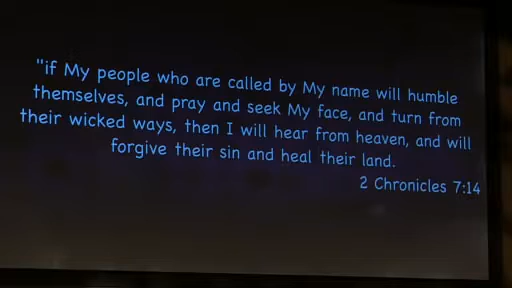 "if My people who are called by My name will humble
themselves, and pray and seek My face, and turn from
their wicked ways, then I will hear from heaven, and will
forgive their sin and heal their land.
2 Chronicles 7:14